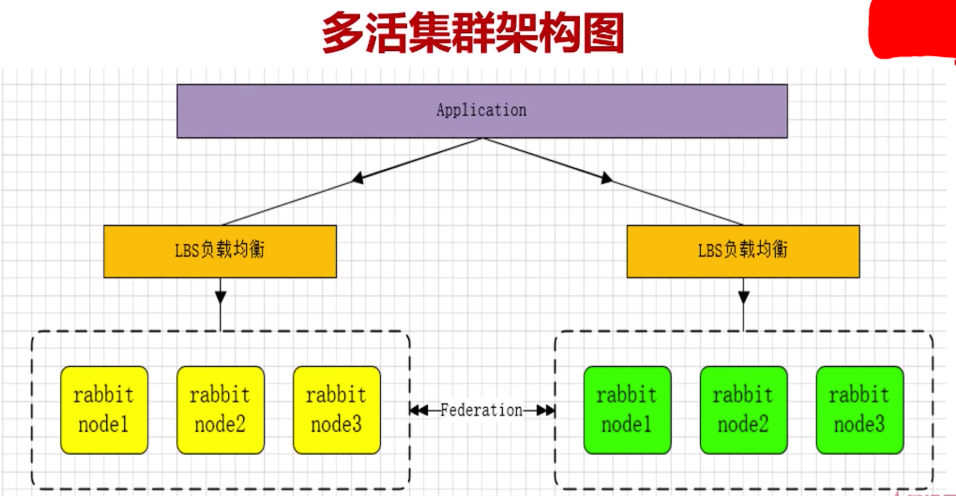 多活集群架构图
Application
LBS负载均衡
LBS负载均衡
rabbit
node1
rabbit
node2
rabbit
node3
Federation
rabbit
node1
rabbit
node2
rabbit
node3